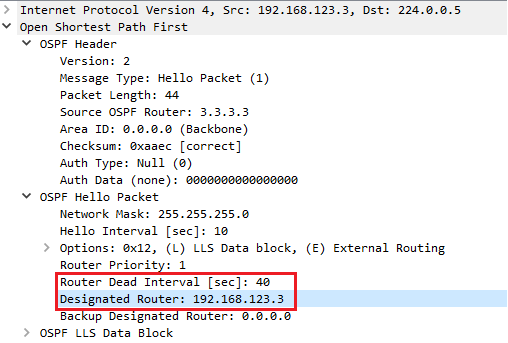 Internet Protocol Version 4, Src: 192.168.123.3, Dst: 224.0.0.5
Open Shortest Path First
OSPF Header
Version: 2
Message Type: Hello Packet (1)
Packet Length: 44
Source OSPF Router: 3.3.3.3
Area ID: 0.0.0.0 (Backbone)
Checksum: 0xaaec [correct]
Auth Type: Null (0)
Auth Data (none): 0000000000000000
OSPF Hello Packet
Network Mask: 255.255.255.0
Hello Interval [sec]: 10
Options: 0x12, (L) LLS Data block, (E) External Routing
Router Priority: 1
Router Dead Interval [sec]: 40
Designated Router: 192.168.123.3
Backup Designated Router: 0.0.0.0
OSPF LLS Data Block